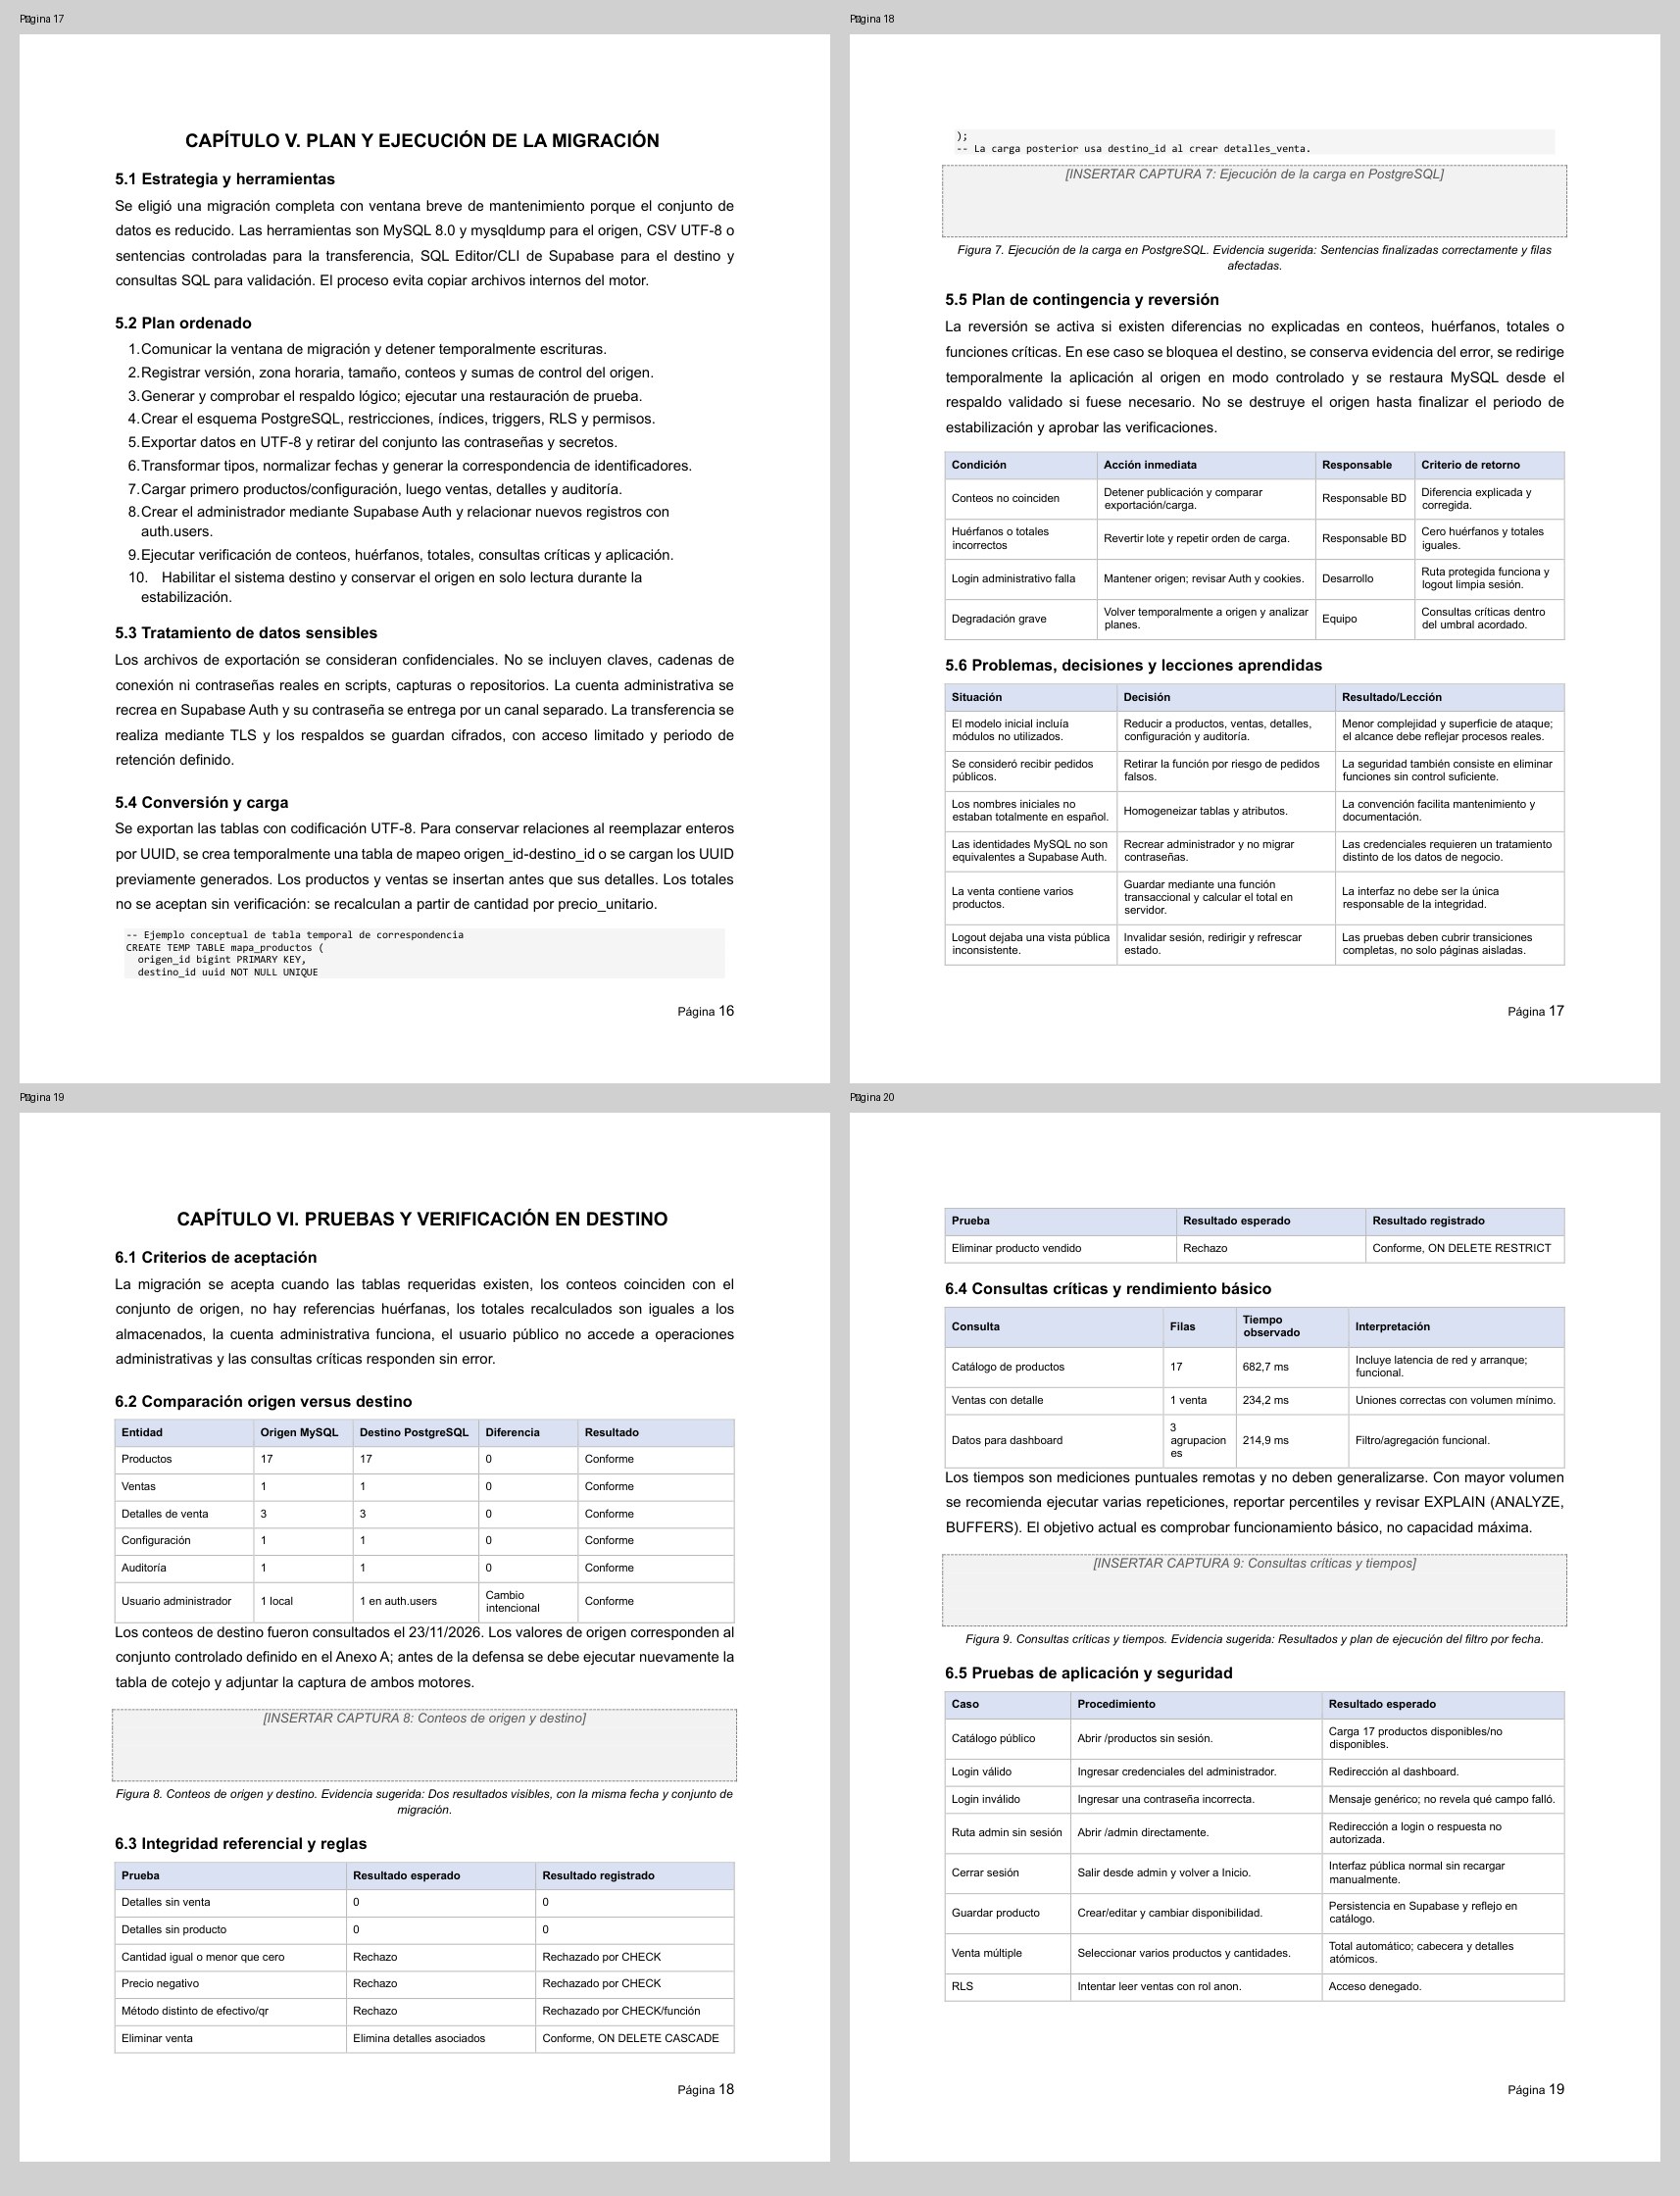 Página 17
CAPÍTULO V. PLAN Y EJECUCIÓN DE LA MIGRACIÓN
5.1 Estrategia y herramientas
Se eligió una migración completa con ventana breve de mantenimiento porque el conjunto de
datos es reducido. Las herramientas son MySQL 8.0 y mysqldump para el origen, CSV UTF-8 o
sentencias controladas para la transferencia, SQL Editor/CLI de Supabase para el destino y
consultas SQL para validación. El proceso evita copiar archivos internos del motor.
5.2 Plan ordenado
1. Comunicar la ventana de migración y detener temporalmente escrituras.
2. Registrar versión, zona horaria, tamaño, conteos y sumas de control del origen.
3. Generar y comprobar el respaldo lógico; ejecutar una restauración de prueba.
4. Crear el esquema PostgreSQL, restricciones, índices, triggers, RLS y permisos.
5. Exportar datos en UTF-8 y retirar del conjunto las contraseñas y secretos.
6. Transformar tipos, normalizar fechas y generar la correspondencia de identificadores.
7. Cargar primero productos/configuración, luego ventas, detalles y auditoría.
8. Crear el administrador mediante Supabase Auth y relacionar nuevos registros con
auth.users.
9. Ejecutar verificación de conteos, huérfanos, totales, consultas críticas y aplicación.
10. Habilitar el sistema destino y conservar el origen en solo lectura durante la
estabilización.
5.3 Tratamiento de datos sensibles
Los archivos de exportación se consideran confidenciales. No se incluyen claves, cadenas de
conexión ni contraseñas reales en scripts, capturas o repositorios. La cuenta administrativa se
recrea en Supabase Auth y su contraseña se entrega por un canal separado. La transferencia se
realiza mediante TLS y los respaldos se guardan cifrados, con acceso limitado y periodo de
retención definido.
5.4 Conversión y carga
Se exportan las tablas con codificación UTF-8. Para conservar relaciones al reemplazar enteros
por UUID, se crea temporalmente una tabla de mapeo origen_id-destino_id o se cargan los UUID
previamente generados. Los productos y ventas se insertan antes que sus detalles. Los totales
no se aceptan sin verificación: se recalculan a partir de cantidad por precio_unitario.
-- Ejemplo conceptual de tabla temporal de correspondencia
CREATE TEMP TABLE mapa_productos (
origen_id bigint PRIMARY KEY,
destino_id uuid NOT NULL UNIQUE
Página 16
Página 18
);
-- La carga posterior usa destino_id al crear detalles_venta.
[INSERTAR CAPTURA 7: Ejecución de la carga en PostgreSQL]
Figura 7. Ejecución de la carga en PostgreSQL. Evidencia sugerida: Sentencias finalizadas correctamente y filas
afectadas.
5.5 Plan de contingencia y reversión
La reversión se activa si existen diferencias no explicadas en conteos, huérfanos, totales o
funciones críticas. En ese caso se bloquea el destino, se conserva evidencia del error, se redirige
temporalmente la aplicación al origen en modo controlado y se restaura MySQL desde el
respaldo validado si fuese necesario. No se destruye el origen hasta finalizar el periodo de
estabilización y aprobar las verificaciones.
Condición Acción inmediata Responsable Criterio de retorno
Conteos no coinciden Detener publicación y comparar exportación/carga. Responsable BD Diferencia explicada y corregida.
Huérfanos o totales incorrectos Revertir lote y repetir orden de carga. Responsable BD Cero huérfanos y totales iguales.
Login administrativo falla Mantener origen; revisar Auth y cookies. Desarrollo Ruta protegida funciona y logout limpia sesión.
Degradación grave Volver temporalmente a origen y analizar planes. Equipo Consultas críticas dentro del umbral acordado.
5.6 Problemas, decisiones y lecciones aprendidas
Situación Decisión Resultado/Lección
El modelo inicial incluía módulos no utilizados. Reducir a productos, ventas, detalles, configuración y auditoría. Menor complejidad y superficie de ataque; el alcance debe reflejar procesos reales.
Se consideró recibir pedidos públicos. Retirar la función por riesgo de pedidos falsos. La seguridad también consiste en eliminar funciones sin control suficiente.
Los nombres iniciales no estaban totalmente en español. Homogeneizar tablas y atributos. La convención facilita mantenimiento y documentación.
Las identidades MySQL no son equivalentes a Supabase Auth. Recrear administrador y no migrar contraseñas. Las credenciales requieren un tratamiento distinto de los datos de negocio.
La venta contiene varios productos. Guardar mediante una función transaccional y calcular el total en servidor. La interfaz no debe ser la única responsable de la integridad.
Logout dejaba una vista pública inconsistente. Invalidar sesión, redirigir y refrescar estado. Las pruebas deben cubrir transiciones completas, no solo páginas aisladas.
Página 17
Página 19
CAPÍTULO VI. PRUEBAS Y VERIFICACIÓN EN DESTINO
6.1 Criterios de aceptación
La migración se acepta cuando las tablas requeridas existen, los conteos coinciden con el
conjunto de origen, no hay referencias huérfanas, los totales recalculados son iguales a los
almacenados, la cuenta administrativa funciona, el usuario público no accede a operaciones
administrativas y las consultas críticas responden sin error.
6.2 Comparación origen versus destino
Entidad Origen MySQL Destino PostgreSQL Diferencia Resultado
Productos 17 17 0 Conforme
Ventas 1 1 0 Conforme
Detalles de venta 3 3 0 Conforme
Configuración 1 1 0 Conforme
Auditoría 1 1 0 Conforme
Usuario administrador 1 local 1 en auth.users Cambio intencional Conforme
Los conteos de destino fueron consultados el 23/11/2026. Los valores de origen corresponden al
conjunto controlado definido en el Anexo A; antes de la defensa se debe ejecutar nuevamente la
tabla de cotejo y adjuntar la captura de ambos motores.
[INSERTAR CAPTURA 8: Conteos de origen y destino]
Figura 8. Conteos de origen y destino. Evidencia sugerida: Dos resultados visibles, con la misma fecha y conjunto de
migración.
6.3 Integridad referencial y reglas
Prueba Resultado esperado Resultado registrado
Detalles sin venta 0 0
Detalles sin producto 0 0
Cantidad igual o menor que cero Rechazo Rechazado por CHECK
Precio negativo Rechazo Rechazado por CHECK
Método distinto de efectivo/qr Rechazo Rechazado por CHECK/función
Eliminar venta Elimina detalles asociados Conforme, ON DELETE CASCADE
Página 18
Página 20
Prueba Resultado esperado Resultado registrado
Eliminar producto vendido Rechazo Conforme, ON DELETE RESTRICT
6.4 Consultas críticas y rendimiento básico
Consulta Filas Tiempo observado Interpretación
Catálogo de productos 17 682,7 ms Incluye latencia de red y arranque; funcional.
Ventas con detalle 1 venta 234,2 ms Uniones correctas con volumen mínimo.
Datos para dashboard 3 agrupaciones 214,9 ms Filtro/agregación funcional.
Los tiempos son mediciones puntuales remotas y no deben generalizarse. Con mayor volumen
se recomienda ejecutar varias repeticiones, reportar percentiles y revisar EXPLAIN (ANALYZE,
BUFFERS). El objetivo actual es comprobar funcionamiento básico, no capacidad máxima.
[INSERTAR CAPTURA 9: Consultas críticas y tiempos]
Figura 9. Consultas críticas y tiempos. Evidencia sugerida: Resultados y plan de ejecución del filtro por fecha.
6.5 Pruebas de aplicación y seguridad
Caso Procedimiento Resultado esperado
Catálogo público Abrir /productos sin sesión. Carga 17 productos disponibles/no disponibles.
Login válido Ingresar credenciales del administrador. Redirección al dashboard.
Login inválido Ingresar una contraseña incorrecta. Mensaje genérico; no revela qué campo falló.
Ruta admin sin sesión Abrir /admin directamente. Redirección a login o respuesta no autorizada.
Cerrar sesión Salir desde admin y volver a Inicio. Interfaz pública normal sin recargar manualmente.
Guardar producto Crear/editar y cambiar disponibilidad. Persistencia en Supabase y reflejo en catálogo.
Venta múltiple Seleccionar varios productos y cantidades. Total automático; cabecera y detalles atómicos.
RLS Intentar leer ventas con rol anon. Acceso denegado.
Página 19